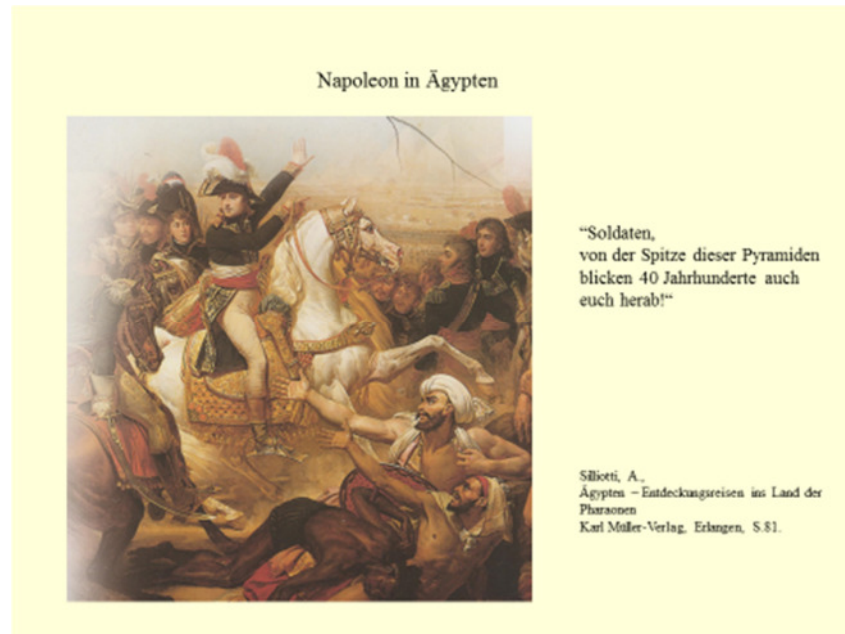 Napoleon in Ägypten
“Soldaten,
von der Spitze dieser Pyramiden
blicken 40 Jahrhunderte auch
euch herab!“
Silliotti, A.,
Ägypten – Entdeckungsreisen ins Land der
Pharaonen
Karl Müller-Verlag, Erlangen, S.81.